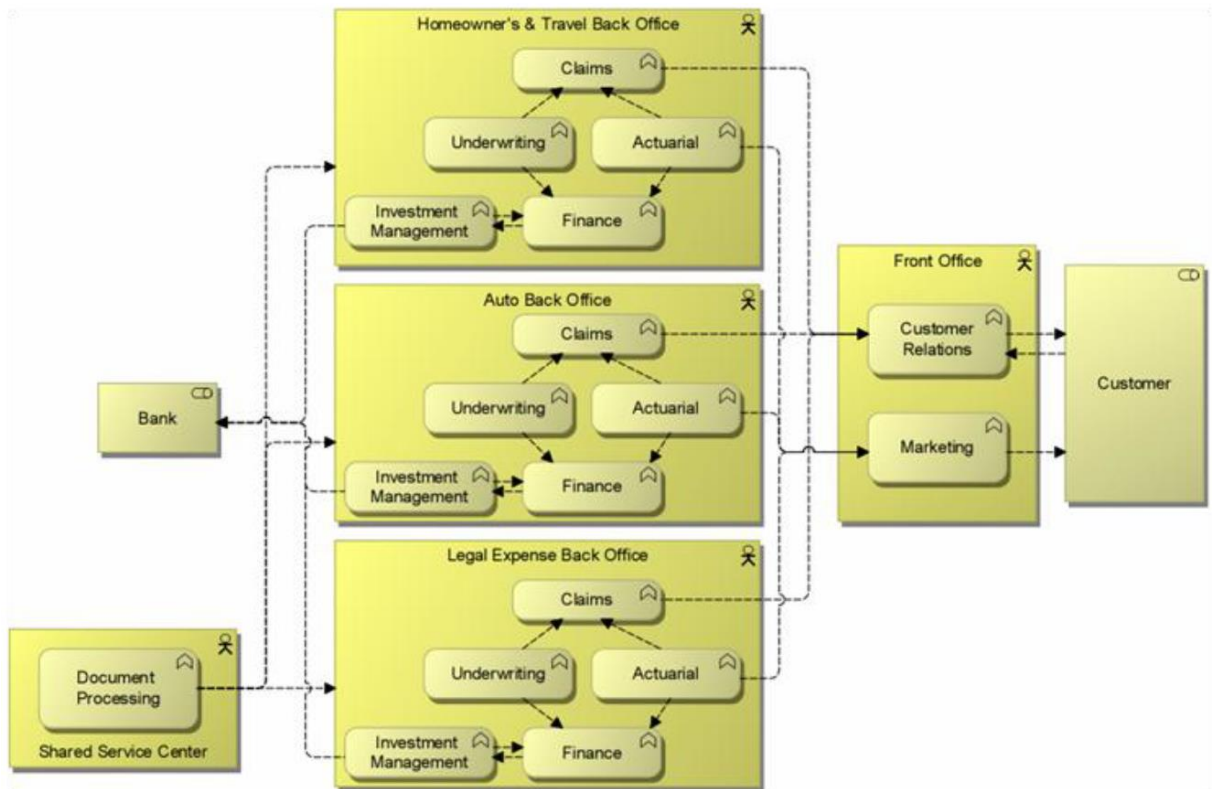 Homeowner's & Travel Back Office
Claims
Underwriting
Actuarial
Investment
Management
Finance
Auto Back Office
Claims
Underwriting
Actuarial
Investment
Management
Finance
Legal Expense Back Office
Claims
Underwriting
Actuarial
Investment
Management
Finance
Front Office
Customer
Relations
Marketing
Customer
Bank
Document
Processing
Shared Service Center